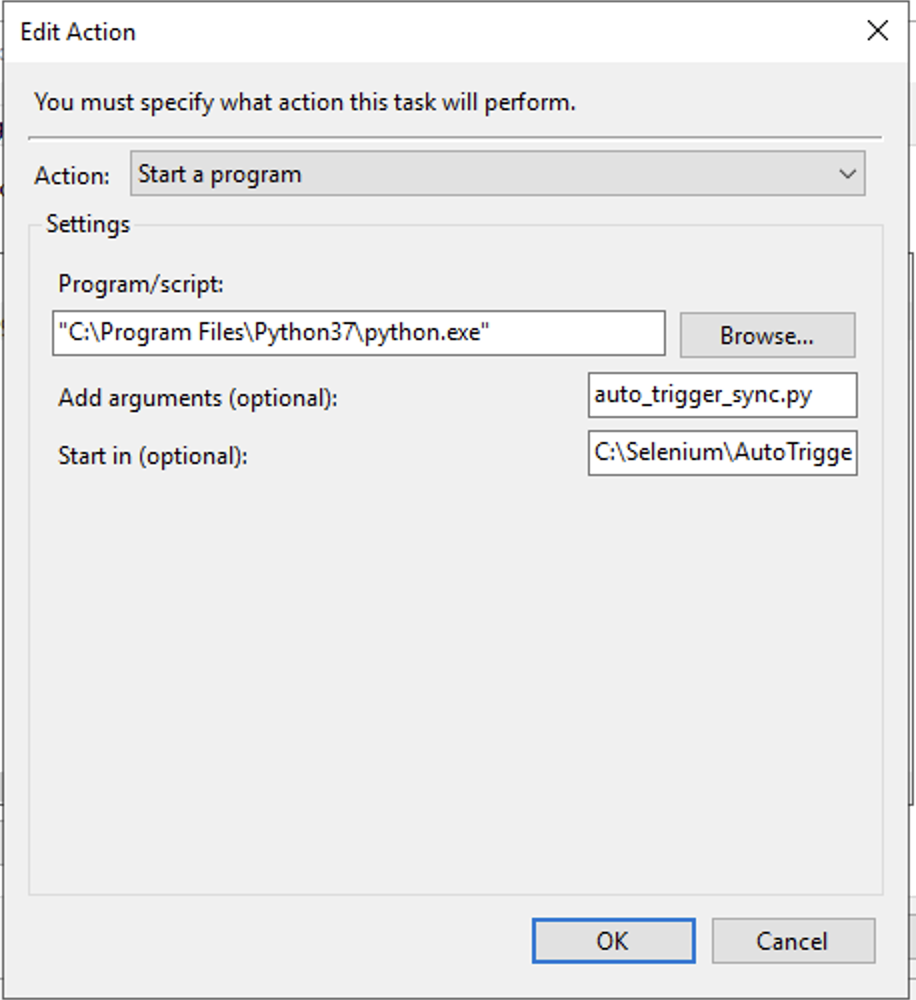 Edit Action
You must specify what action this task will perform.
Action: Start a program
Settings
Program/script:
"C:\Program Files\Python37\python.exe" Browse...
Add arguments (optional): auto_trigger_sync.py
Start in (optional): C:\Selenium\AutoTrigge
OK Cancel